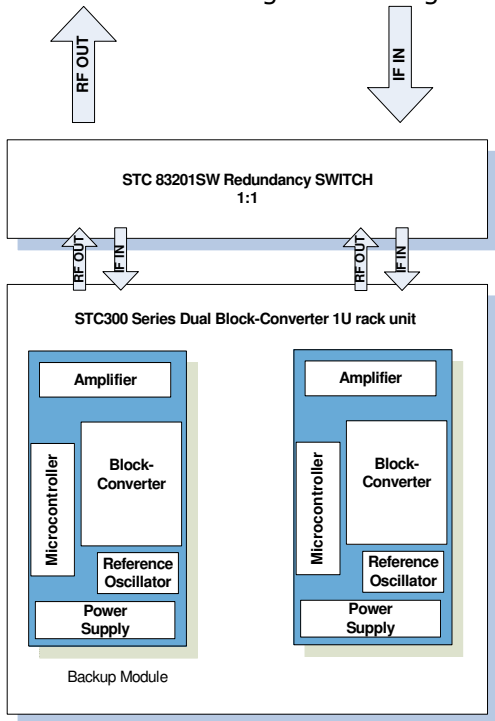 RF OUT
IF IN
STC 83201SW Redundancy SWITCH
1:1
RF OUT
IF IN
RF OUT
IF IN
STC300 Series Dual Block-Converter 1U rack unit
Amplifier
Microcontroller
Block-
Converter
Reference
Oscillator
Power
Supply
Backup Module
Amplifier
Microcontroller
Block-
Converter
Reference
Oscillator
Power
Supply